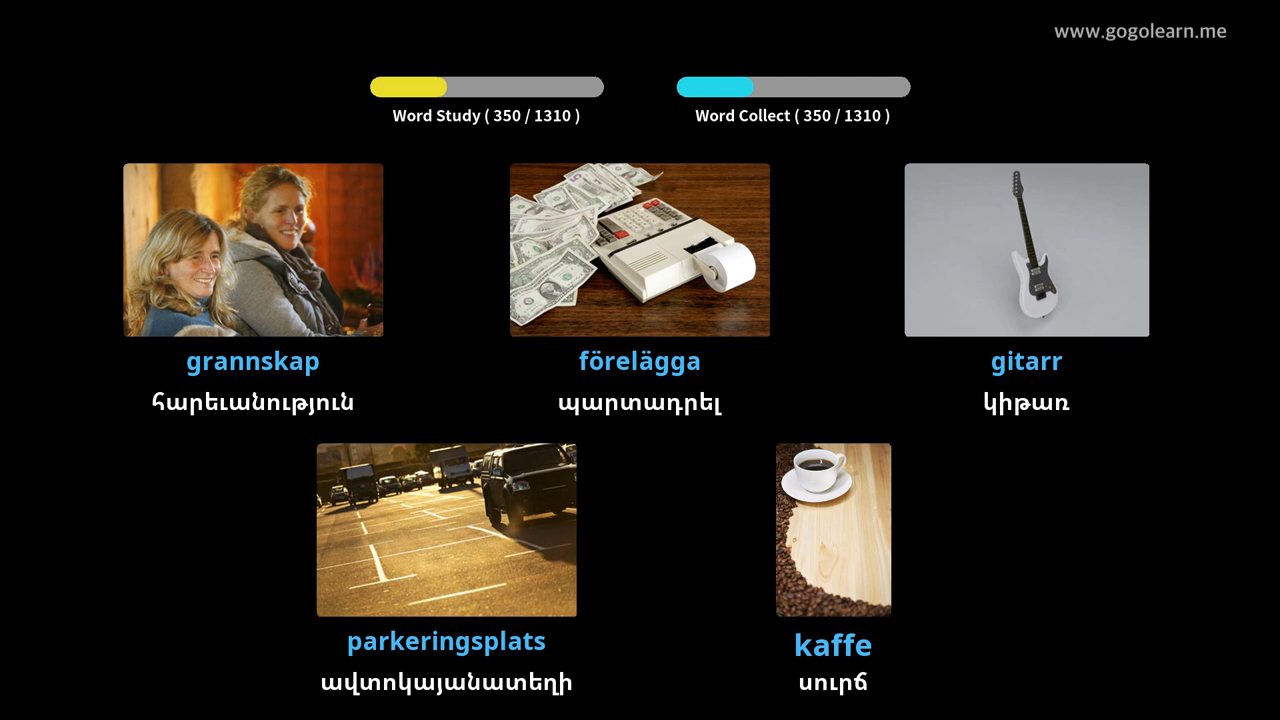 www.gogolearn.me
Word Study ( 350 / 1310 )
Word Collect ( 350 / 1310 )
grannskap
հարեւանություն
förelägga
պարտադրել
gitarr
կիթառ
parkeringsplats
ավտոկայանատեղի
kaffe
սուրճ